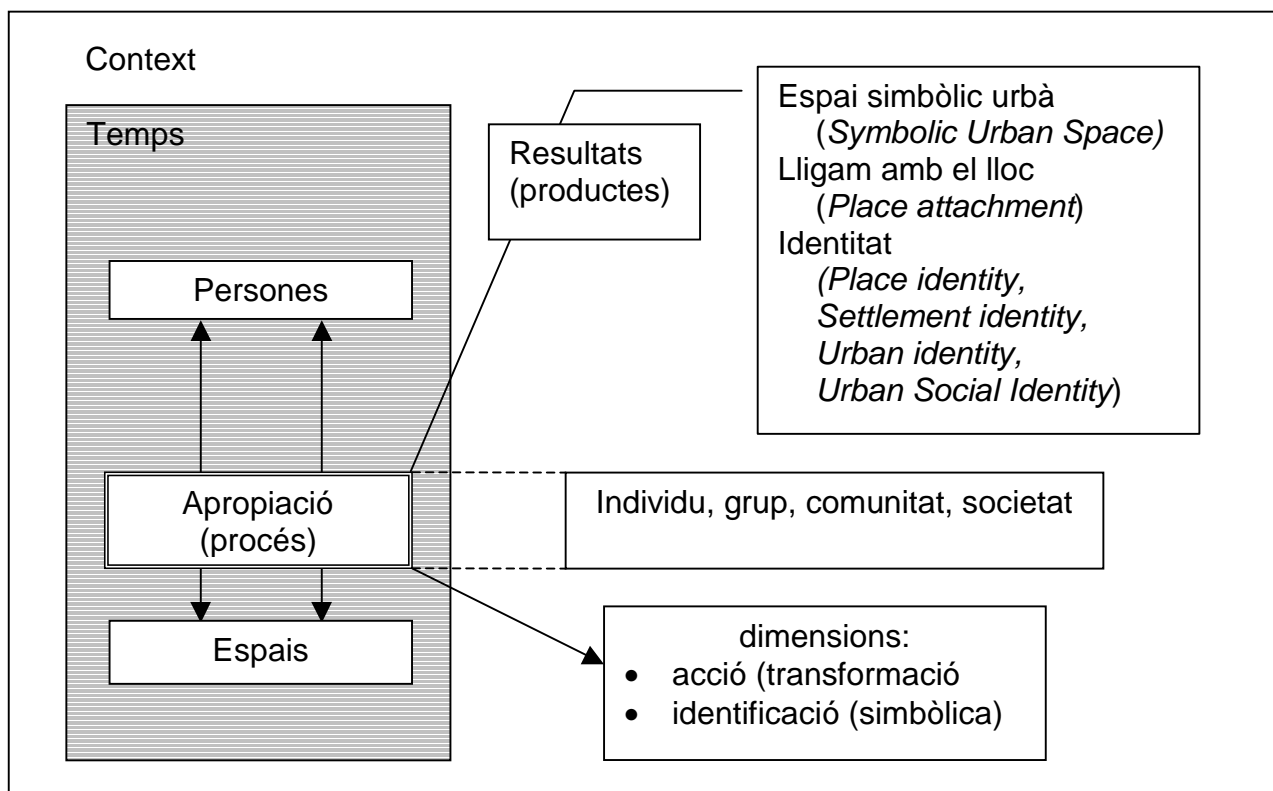 Context
Temps
Persones
Apropiació
(procés)
Espais
Resultats
(productes)
Espai simbòlic urbà
(Symbolic Urban Space)
Lligam amb el lloc
(Place attachment)
Identitat
(Place identity,
Settlement identity,
Urban identity,
Urban Social Identity)
Individu, grup, comunitat, societat
dimensions:
• acció (transformació
• identificació (simbòlica)